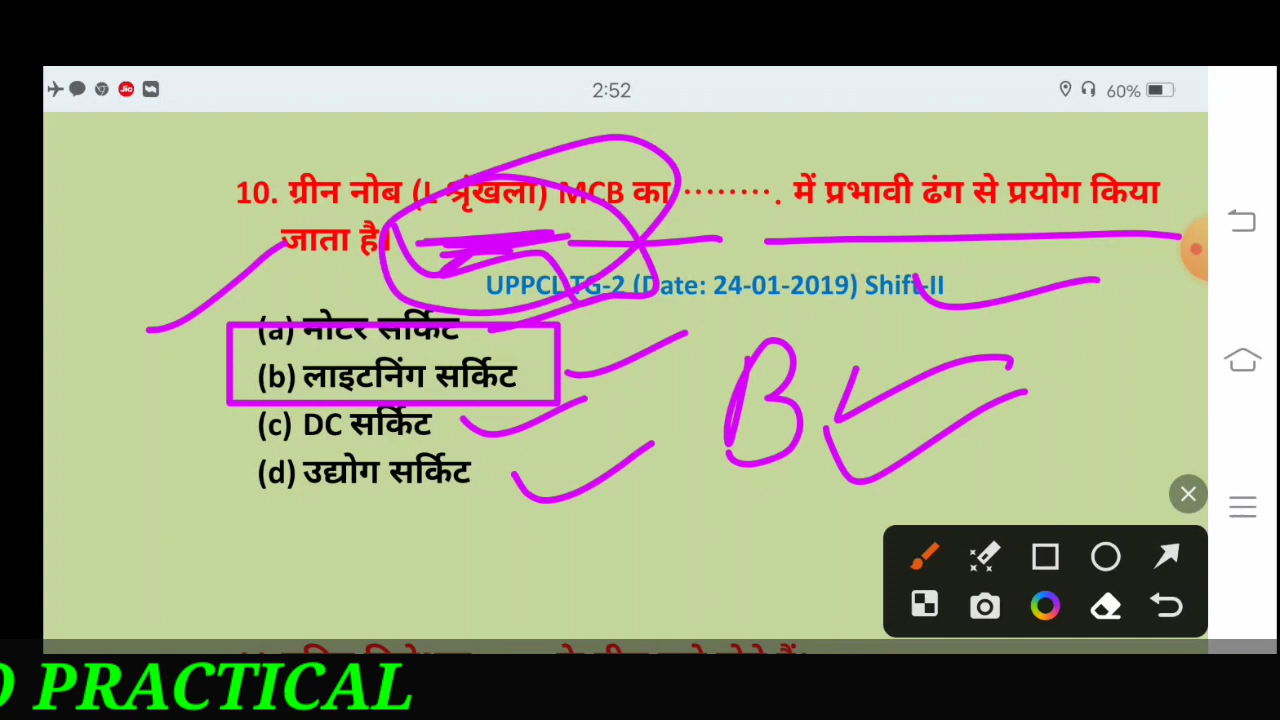 2:52
60%
10. ग्रीन नोब (L श्रृंखला) MCB का ········. में प्रभावी ढंग से प्रयोग किया
जाता है।
UPPCL TG-2 (Date: 24-01-2019) Shift-II
(a) मोटर सर्किट
(b) लाइटनिंग सर्किट
B
(c) DC सर्किट
(d) उद्योग सर्किट
PRACTICAL